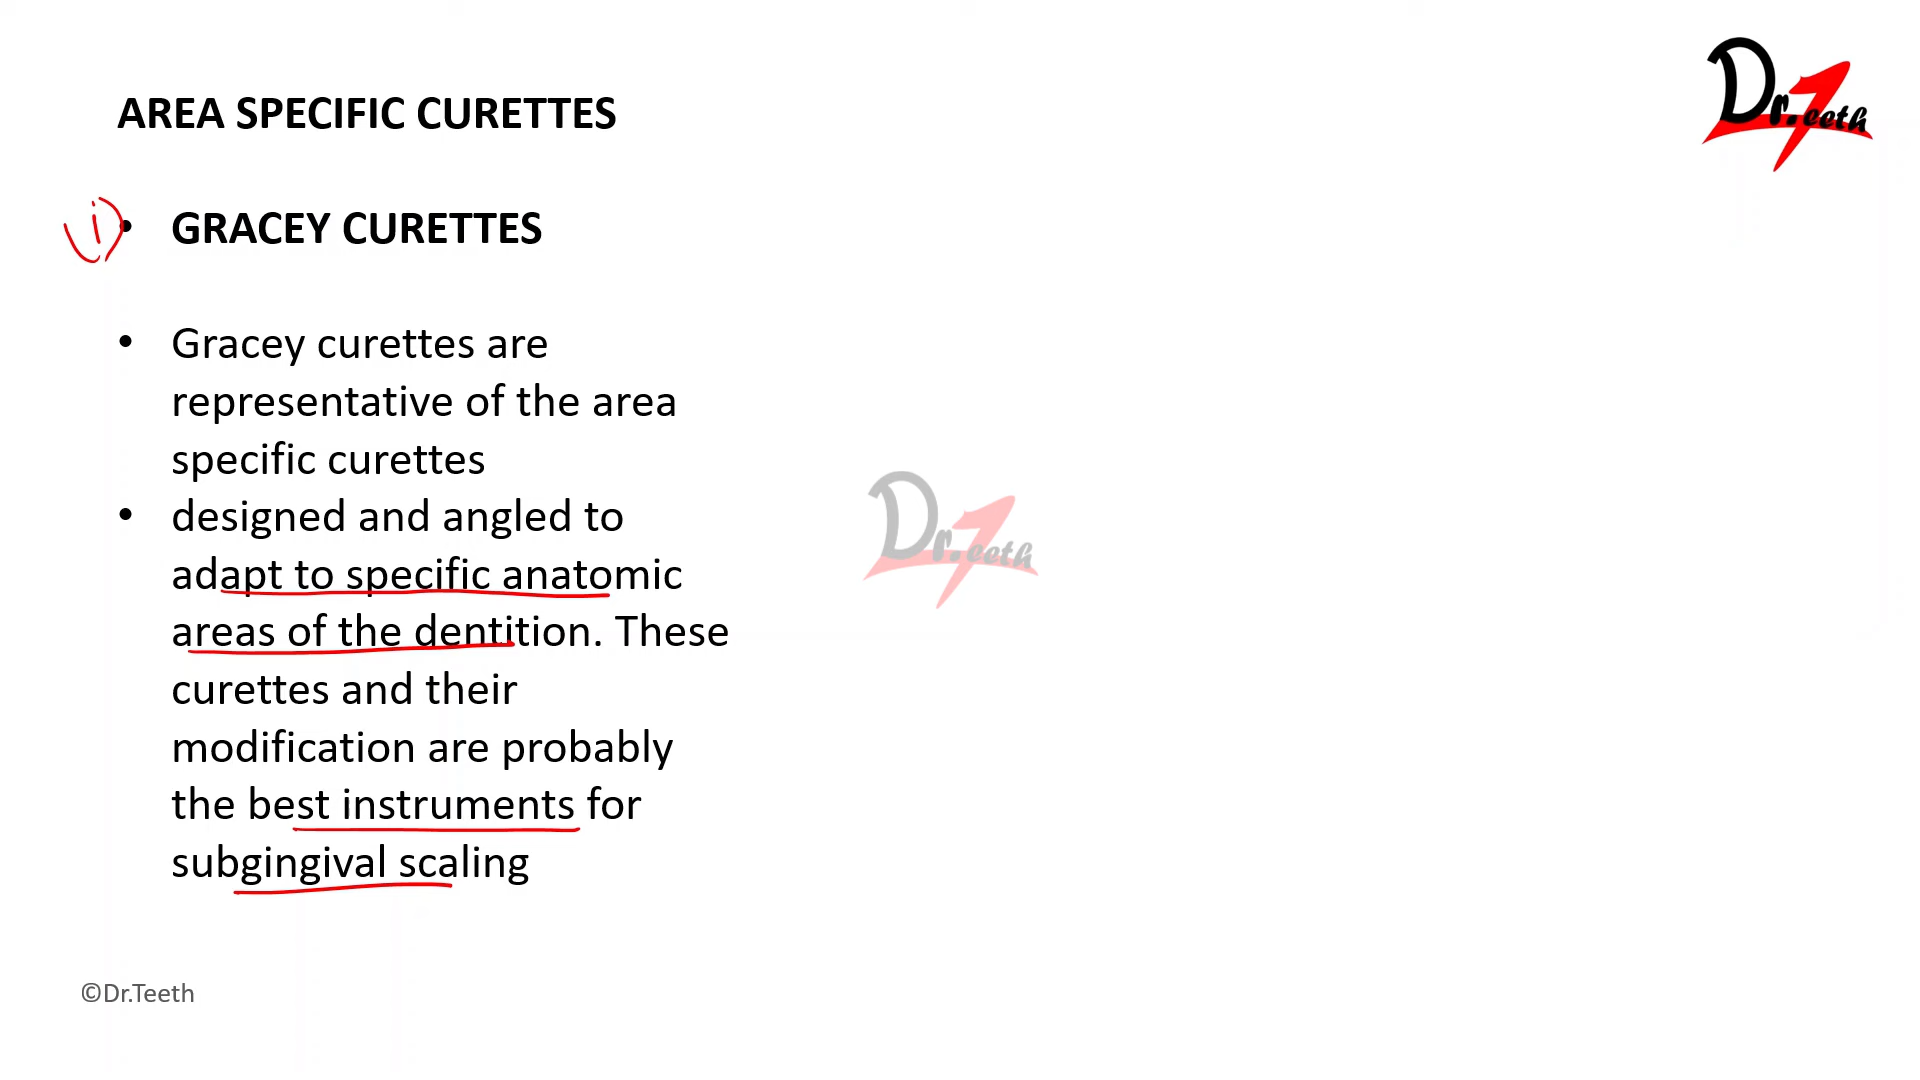 Dr.Teeth
AREA SPECIFIC CURETTES
i)
• GRACEY CURETTES
• Gracey curettes are
representative of the area
specific curettes
• designed and angled to
adapt to specific anatomic
areas of the dentition. These
curettes and their
modification are probably
the best instruments for
subgingival scaling
Dr.Teeth
©Dr.Teeth